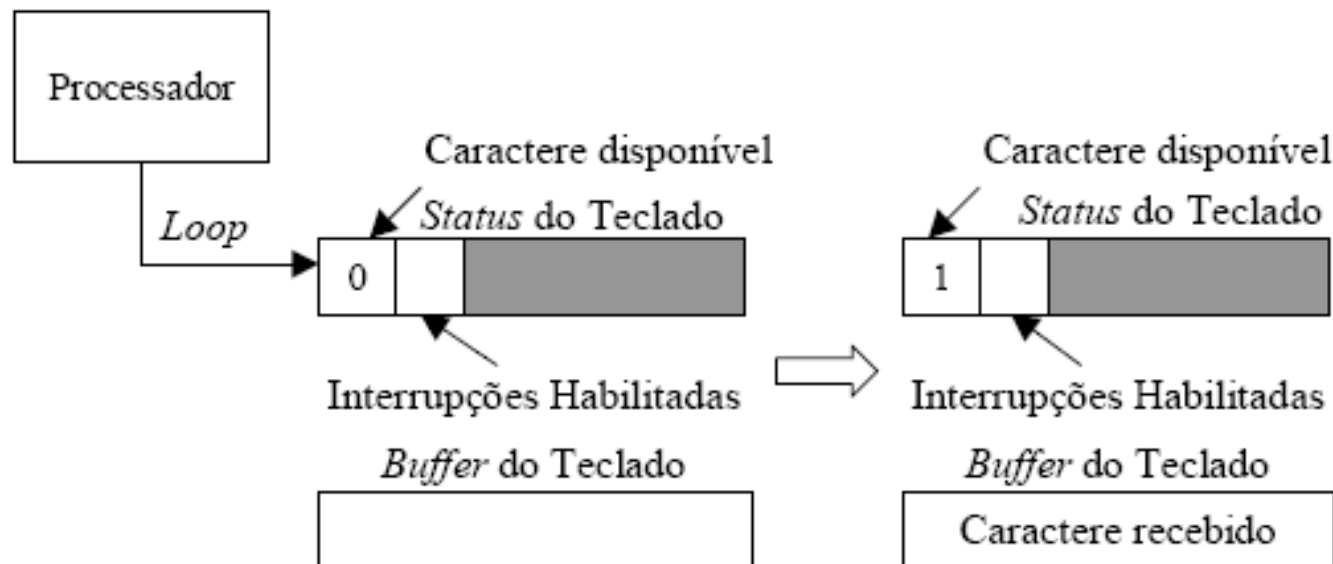 Processador
Loop
Caractere disponível
Status do Teclado
0
Interrupções Habilitadas
Buffer do Teclado
Caractere disponível
Status do Teclado
1
Interrupções Habilitadas
Buffer do Teclado
Caractere recebido